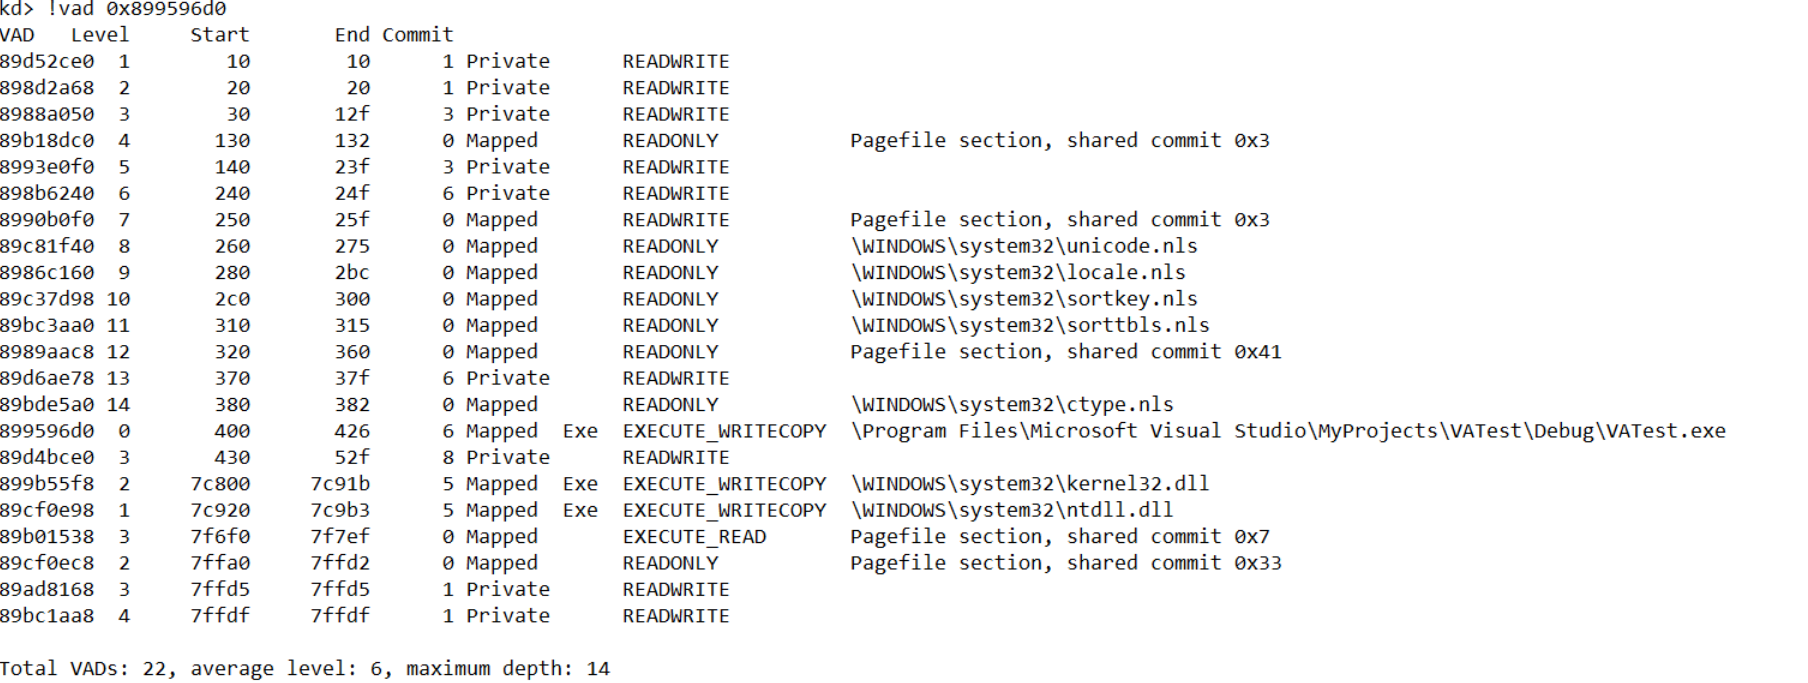 kd> !vad 0x899596d0
VAD   Level     Start       End Commit
89d52ce0  1        10        10      1 Private      READWRITE
898d2a68  2        20        20      1 Private      READWRITE
8988a050  3        30       12f      3 Private      READWRITE
89b18dc0  4       130       132      0 Mapped       READONLY           Pagefile section, shared commit 0x3
8993e0f0  5       140       23f      3 Private      READWRITE
898b6240  6       240       24f      6 Private      READWRITE
8990b0f0  7       250       25f      0 Mapped       READWRITE          Pagefile section, shared commit 0x3
89c81f40  8       260       275      0 Mapped       READONLY           \WINDOWS\system32\unicode.nls
8986c160  9       280       2bc      0 Mapped       READONLY           \WINDOWS\system32\locale.nls
89c37d98 10       2c0       300      0 Mapped       READONLY           \WINDOWS\system32\sortkey.nls
89bc3aa0 11       310       315      0 Mapped       READONLY           \WINDOWS\system32\sorttbls.nls
8989aac8 12       320       360      0 Mapped       READONLY           Pagefile section, shared commit 0x41
89d6ae78 13       370       37f      6 Private      READWRITE
89bde5a0 14       380       382      0 Mapped       READONLY           \WINDOWS\system32\ctype.nls
899596d0  0       400       426      6 Mapped  Exe  EXECUTE_WRITECOPY  \Program Files\Microsoft Visual Studio\MyProjects\VATest\Debug\VATest.exe
89d4bce0  3       430       52f      8 Private      READWRITE
899b55f8  2     7c800     7c91b      5 Mapped  Exe  EXECUTE_WRITECOPY  \WINDOWS\system32\kernel32.dll
89cf0e98  1     7c920     7c9b3      5 Mapped  Exe  EXECUTE_WRITECOPY  \WINDOWS\system32\ntdll.dll
89b01538  3     7f6f0     7f7ef      0 Mapped       EXECUTE_READ       Pagefile section, shared commit 0x7
89cf0ec8  2     7ffa0     7ffd2      0 Mapped       READONLY           Pagefile section, shared commit 0x33
89ad8168  3     7ffd5     7ffd5      1 Private      READWRITE
89bc1aa8  4     7ffdf     7ffdf      1 Private      READWRITE
Total VADs: 22, average level: 6, maximum depth: 14